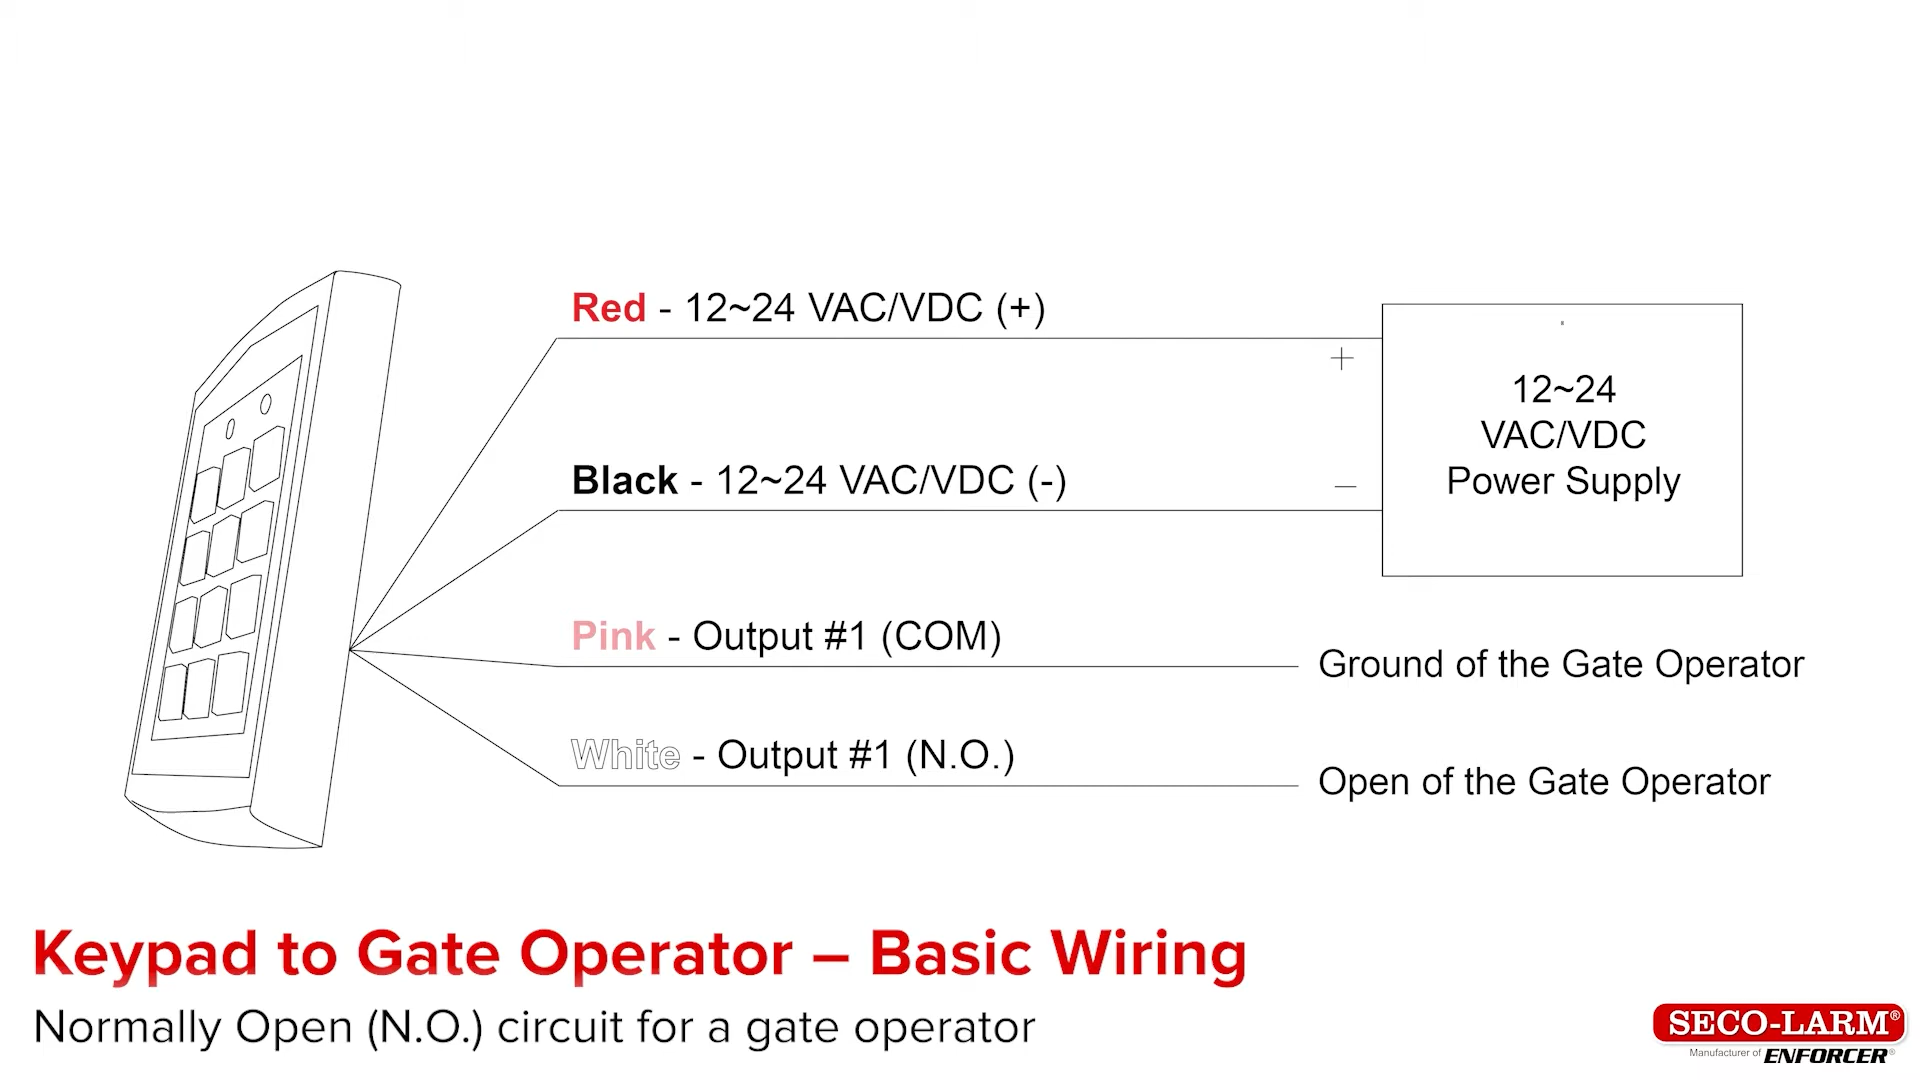 Red - 12~24 VAC/VDC (+)
+
12~24
VAC/VDC
Power Supply
Black - 12~24 VAC/VDC (-)
–
Pink - Output #1 (COM)
Ground of the Gate Operator
White - Output #1 (N.O.)
Open of the Gate Operator
Keypad to Gate Operator – Basic Wiring
Normally Open (N.O.) circuit for a gate operator
SECO-LARM®
Manufacturer of ENFORCER®